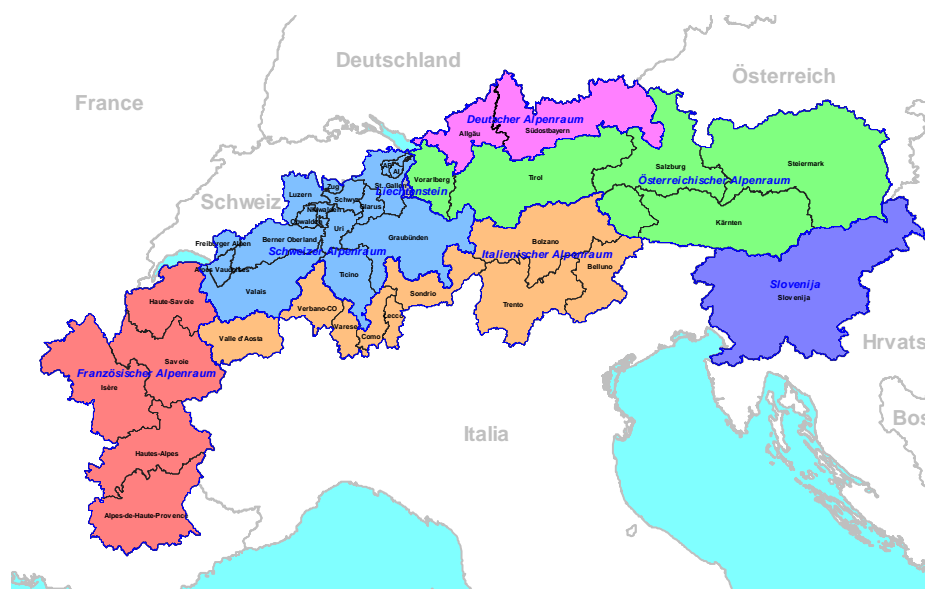 Deutschland
Österreich
France
Deutscher Alpenraum
Allgäu
Südostbayern
AR
AI
Salzburg
Steiermark
St. Gallen
Vorarlberg
Tirol
Österreichischer Alpenraum
Zug
Liechtenstein
Luzern
Schwyz
Schweiz
Nidwalden
Glarus
Obwalden
Uri
Kärnten
Freiburger Alpen
Berner Oberland
Graubünden
Bolzano
Schweizer Alpenraum
Italienischer Alpenraum
Alpes Vaudoises
Ticino
Belluno
Slovenija
Valais
Sondrio
Slovenija
Haute-Savoie
Verbano-CO
Trento
Lecco
Varese
Valle d'Aosta
Como
Hrvats
Savoie
Französischer Alpenraum
Isère
Bos
Italia
Hautes-Alpes
Alpes-de-Haute-Provence